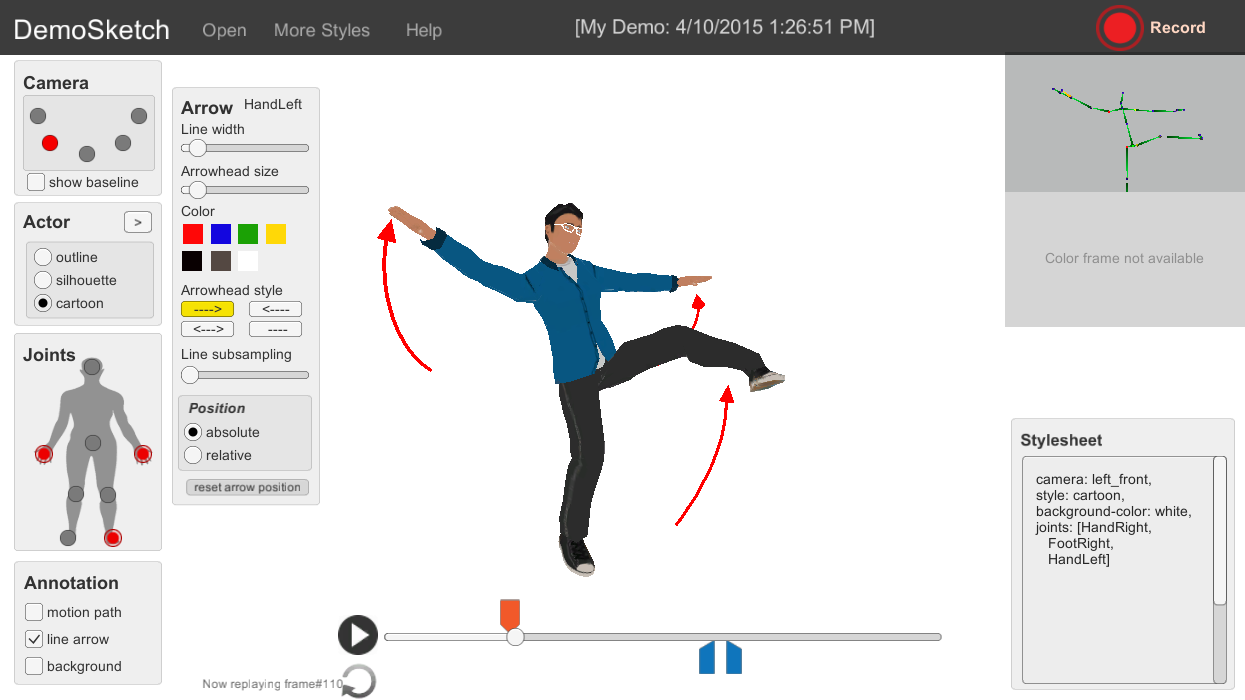 DemoSketch
Open
More Styles
Help
[My Demo: 4/10/2015 1:26:51 PM]
Record
Camera
show baseline
Actor
>
outline
silhouette
cartoon
Joints
Annotation
motion path
line arrow
background
Arrow HandLeft
Line width
Arrowhead size
Color
Arrowhead style
----> <----
<---> ----
Line subsampling
Position
absolute
relative
reset arrow position
Now replaying frame#110
Color frame not available
Stylesheet
camera: left_front,
style: cartoon,
background-color: white,
joints: [HandRight,
FootRight,
HandLeft]